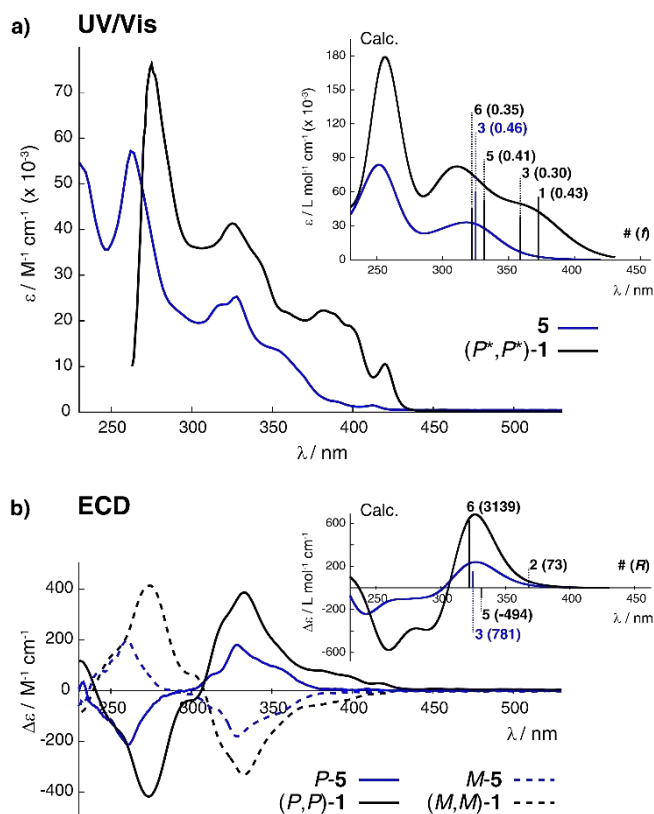 a) UV/Vis
70
60
50
40
30
20
10
0
ε / M⁻¹ cm⁻¹ (x 10⁻³)
250 300 350 400 450 500
λ / nm
Calc.
180
150
120
90
60
30
0
ε / L mol⁻¹ cm⁻¹ (x 10⁻³)
6 (0.35)
3 (0.46)
5 (0.41)
3 (0.30)
1 (0.43)
# (f)
250 300 350 400 450
λ / nm
5
(P*,P*)-1
b) ECD
400
200
0
-200
-400
Δε / M⁻¹ cm⁻¹
250 300 350 400 450 500
λ / nm
Calc.
600
200
-200
-600
Δε / L mol⁻¹ cm⁻¹
6 (3139)
2 (73)
# (R)
250 300 350 400 450
5 (-494)
λ / nm
3 (781)
P-5 M-5
(P,P)-1 (M,M)-1